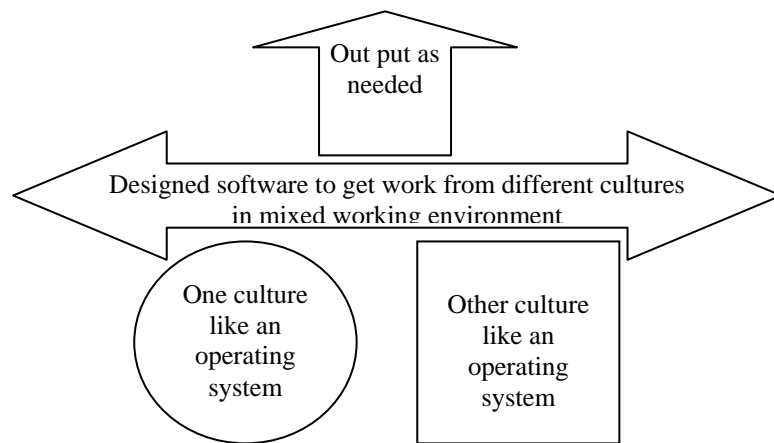 Out put as
needed
Designed software to get work from different cultures
in mixed working environment
One culture
like an
operating
system
Other culture
like an
operating
system